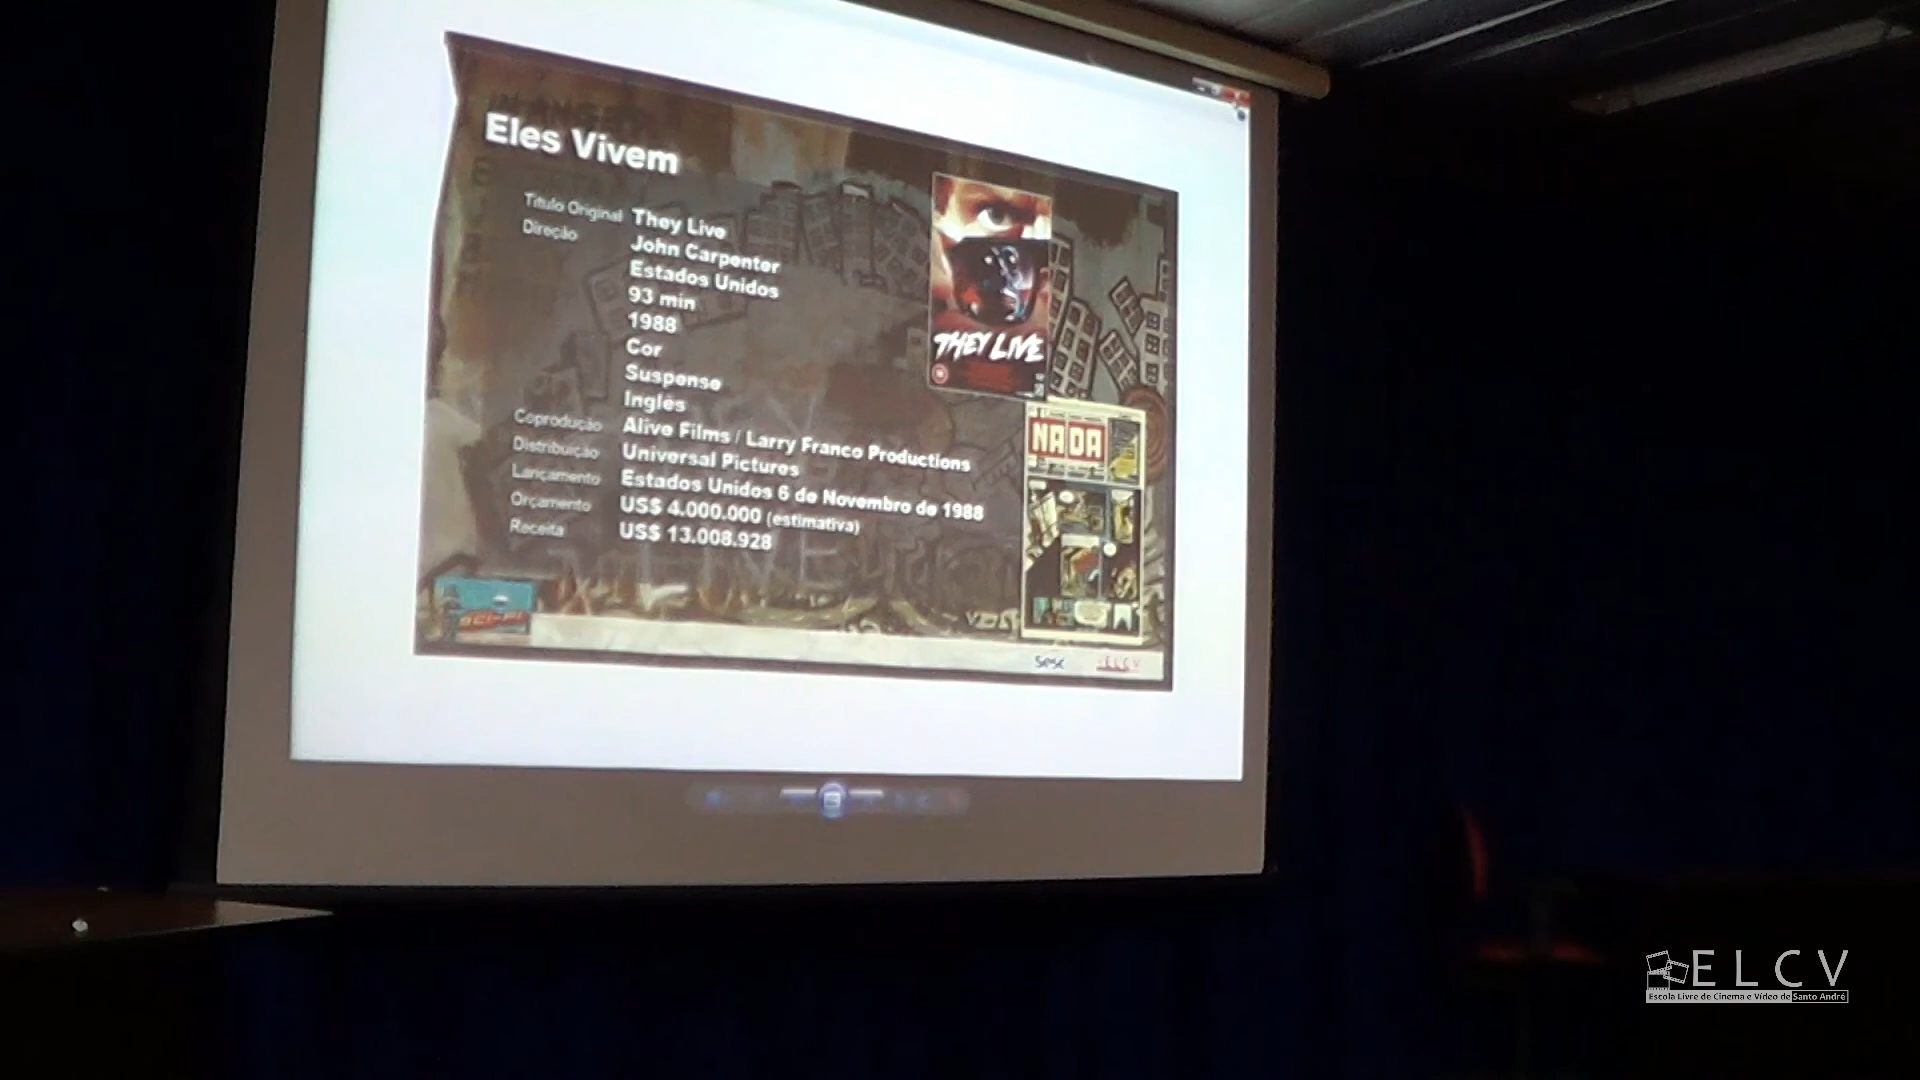 Eles Vivem
Título Original They Live
Direção John Carpenter
Estados Unidos
93 min
1988
Cor
Suspense
Inglês
Coprodução Alive Films / Larry Franco Productions
Distribuição Universal Pictures
Lançamento Estados Unidos 6 de Novembro de 1988
Orçamento US$ 4.000.000 (estimativa)
Receita US$ 13.008.928
THEY LIVE
NADA
Sesc
ELCV
ELCV
Escola Livre de Cinema e Vídeo de Santo André